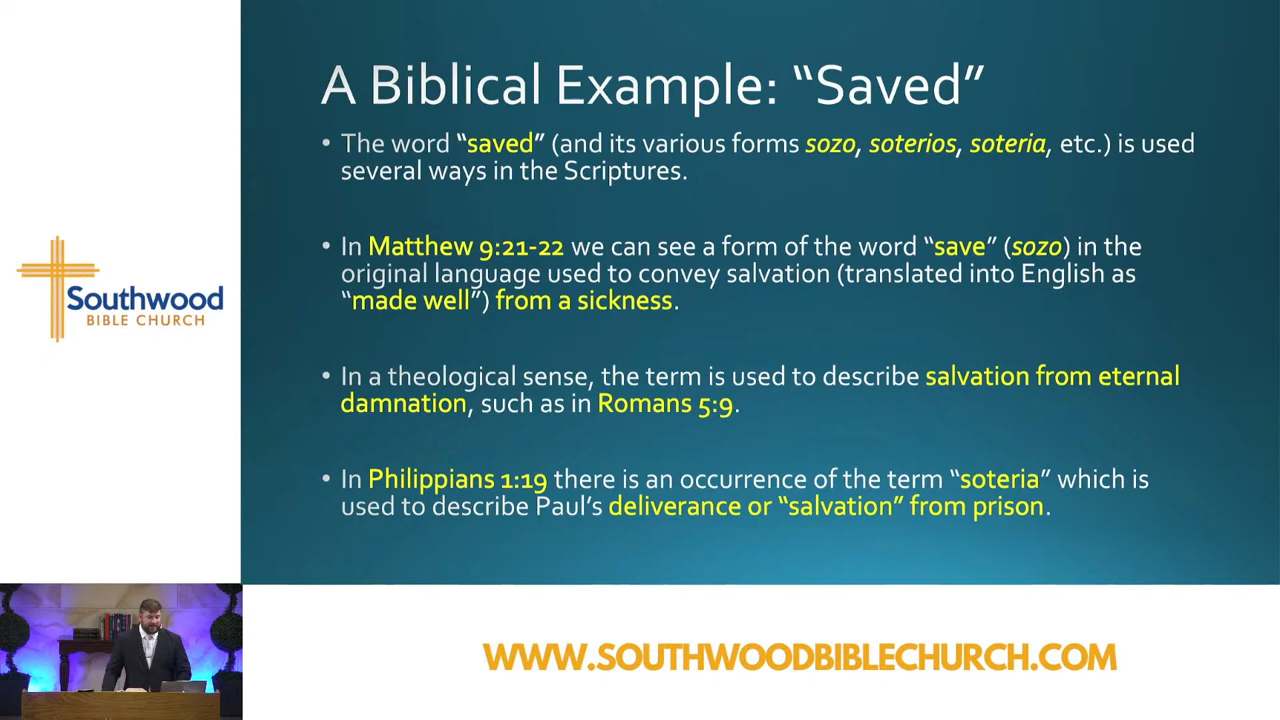 A Biblical Example: “Saved”
• The word “saved” (and its various forms sozo, soterios, soteria, etc.) is used
several ways in the Scriptures.
• In Matthew 9:21-22 we can see a form of the word “save” (sozo) in the
original language used to convey salvation (translated into English as
“made well”) from a sickness.
• In a theological sense, the term is used to describe salvation from eternal
damnation, such as in Romans 5:9.
• In Philippians 1:19 there is an occurrence of the term “soteria” which is
used to describe Paul’s deliverance or “salvation” from prison.
Southwood
BIBLE CHURCH
WWW.SOUTHWOODBIBLECHURCH.COM